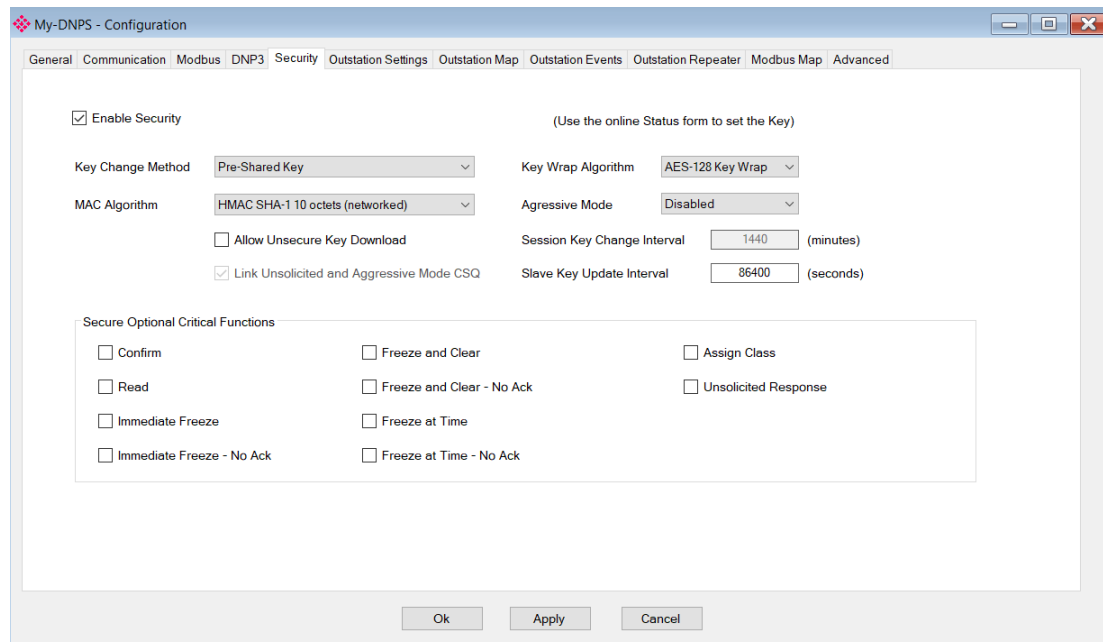 My-DNPS - Configuration
General Communication Modbus DNP3 Security Outstation Settings Outstation Map Outstation Events Outstation Repeater Modbus Map Advanced
Enable Security
(Use the online Status form to set the Key)
Key Change Method Pre-Shared Key Key Wrap Algorithm AES-128 Key Wrap
MAC Algorithm HMAC SHA-1 10 octets (networked) Agressive Mode Disabled
Allow Unsecure Key Download Session Key Change Interval 1440 (minutes)
Link Unsolicited and Aggressive Mode CSQ Slave Key Update Interval 86400 (seconds)
Secure Optional Critical Functions
Confirm Freeze and Clear Assign Class
Read Freeze and Clear - No Ack Unsolicited Response
Immediate Freeze Freeze at Time
Immediate Freeze - No Ack Freeze at Time - No Ack
Ok Apply Cancel